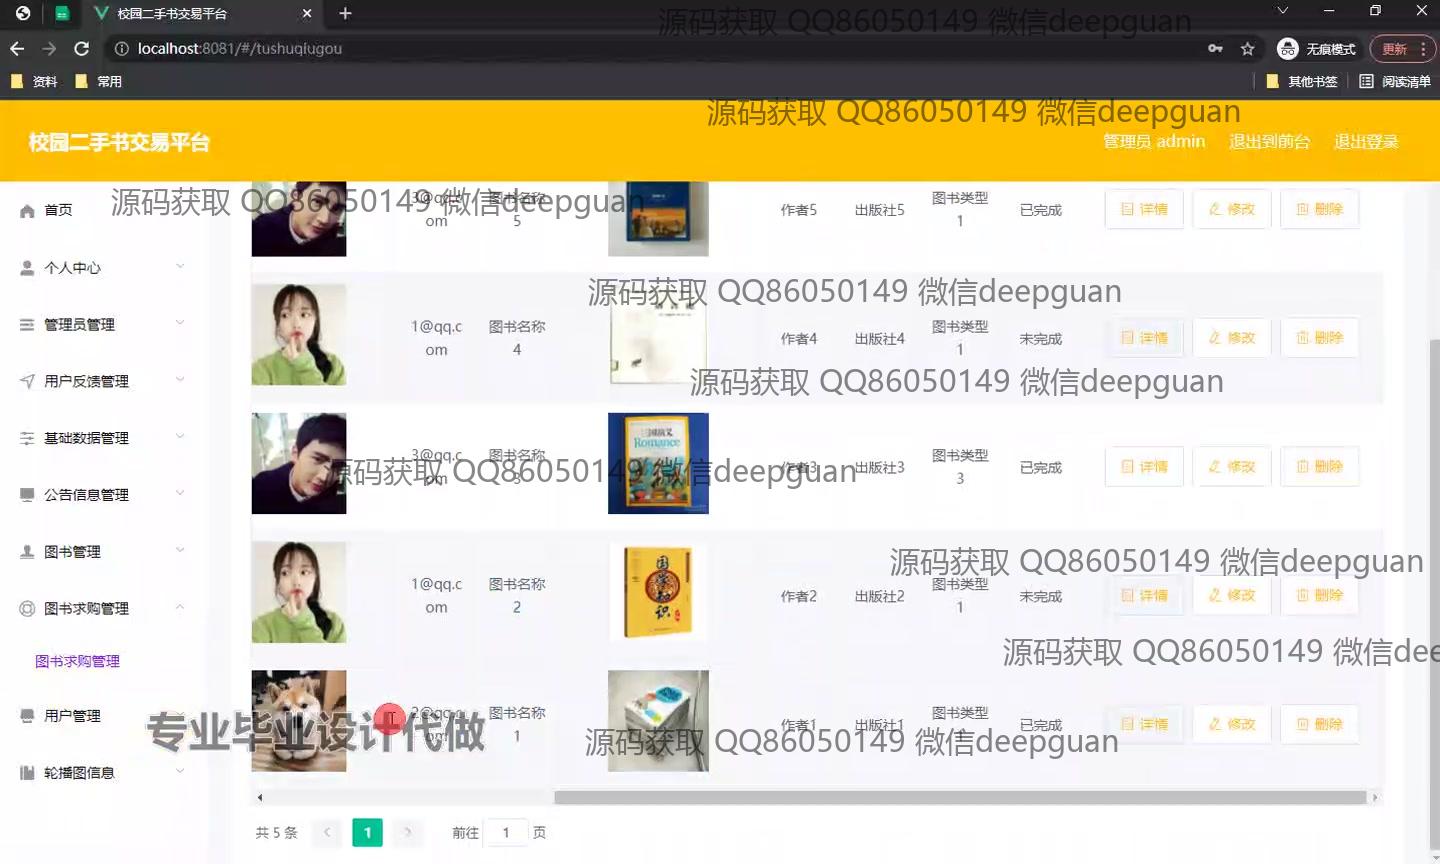 校园二手书交易平台
源码获取 QQ86050149 微信deepguan
localhost:8081/#/tushuqiugou
无痕模式
更新
资料
常用
其他书签
阅读清单
源码获取 QQ86050149 微信deepguan
校园二手书交易平台
管理员 admin
退出到前台
退出登录
源码获取 QQ86050149 微信deepguan
首页
个人中心
管理员管理
用户反馈管理
基础数据管理
公告信息管理
图书管理
图书求购管理
图书求购管理
用户管理
轮播图信息
3@qq.c
om
图书名称
5
作者5
出版社5
图书类型
1
已完成
详情
修改
删除
源码获取 QQ86050149 微信deepguan
1@qq.c
om
图书名称
4
作者4
出版社4
图书类型
1
未完成
详情
修改
删除
源码获取 QQ86050149 微信deepguan
3@qq.c
om
图书名称
3
Romance
作者3
出版社3
图书类型
3
已完成
详情
修改
删除
源码获取 QQ86050149 微信deepguan
源码获取 QQ86050149 微信deepguan
1@qq.c
om
图书名称
2
国学知识
作者2
出版社2
图书类型
1
未完成
详情
修改
删除
源码获取 QQ86050149 微信dee
2@qq.c
om
图书名称
1
作者1
出版社1
图书类型
已完成
详情
修改
删除
专业毕业设计代做
源码获取 QQ86050149 微信deepguan
共 5 条
1
前往
1
页